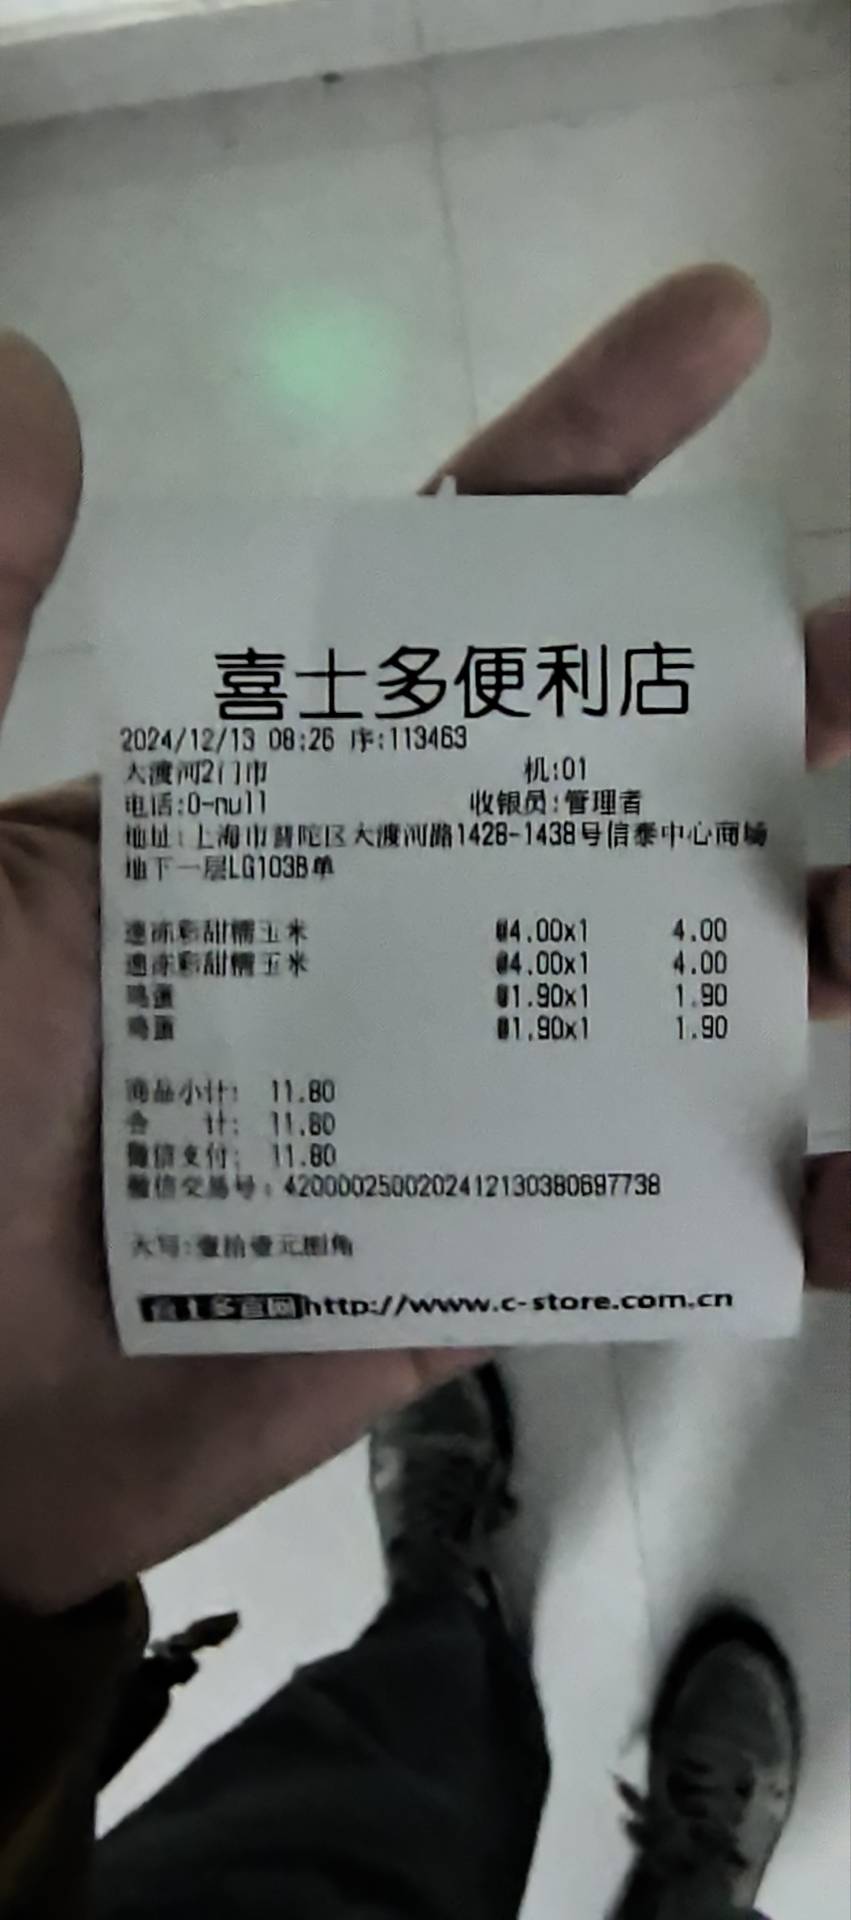 喜士多便利店
2024/12/13 08:26 序:113463
大渡河2门市 机:01
电话:0-null 收银员:管理者
地址:上海市普陀区大渡河路1428-1438号信泰中心商场
地下一层LG103B单
速冻彩甜糯玉米 @4.00x1 4.00
速冻彩甜糯玉米 @4.00x1 4.00
鸡蛋 @1.90x1 1.90
鸡蛋 @1.90x1 1.90
商品小计: 11.80
合 计: 11.80
微信支付: 11.80
微信交易号: 4200002500202412130380697738
大写:壹拾壹元捌角
喜士多官网http://www.c-store.com.cn